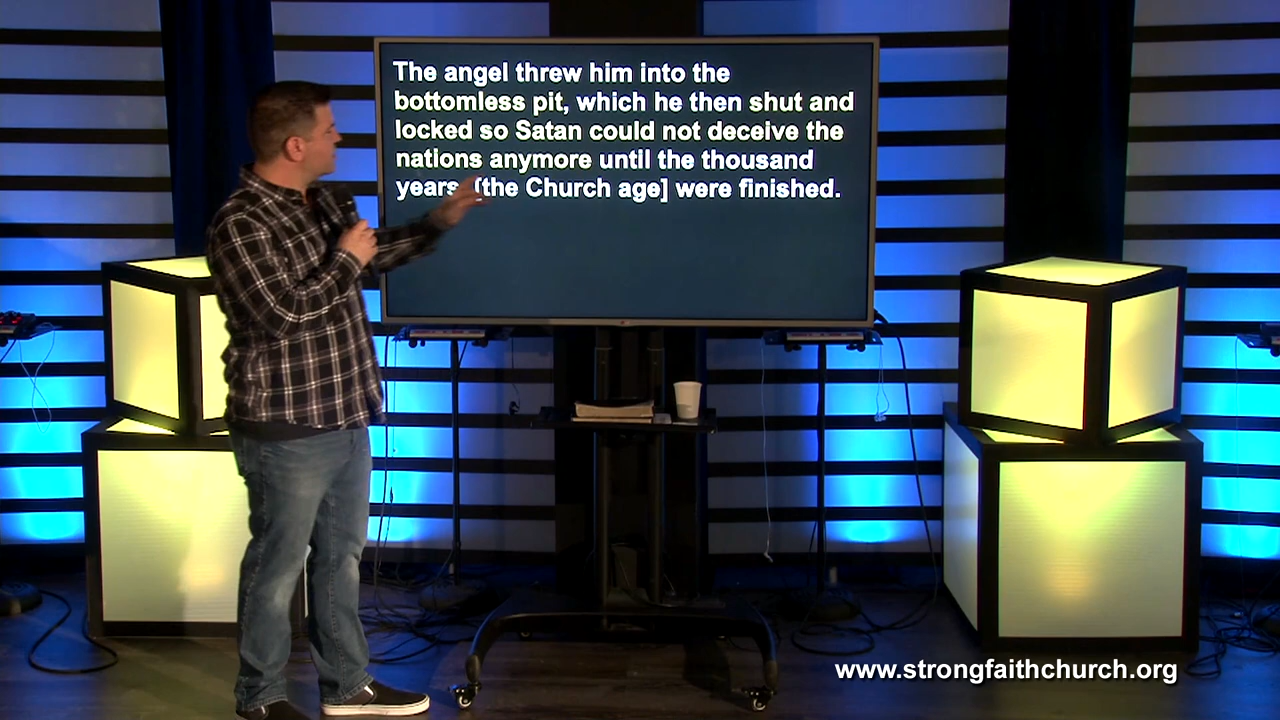 The angel threw him into the
bottomless pit, which he then shut and
locked so Satan could not deceive the
nations anymore until the thousand
years, [the Church age] were finished.
www.strongfaithchurch.org